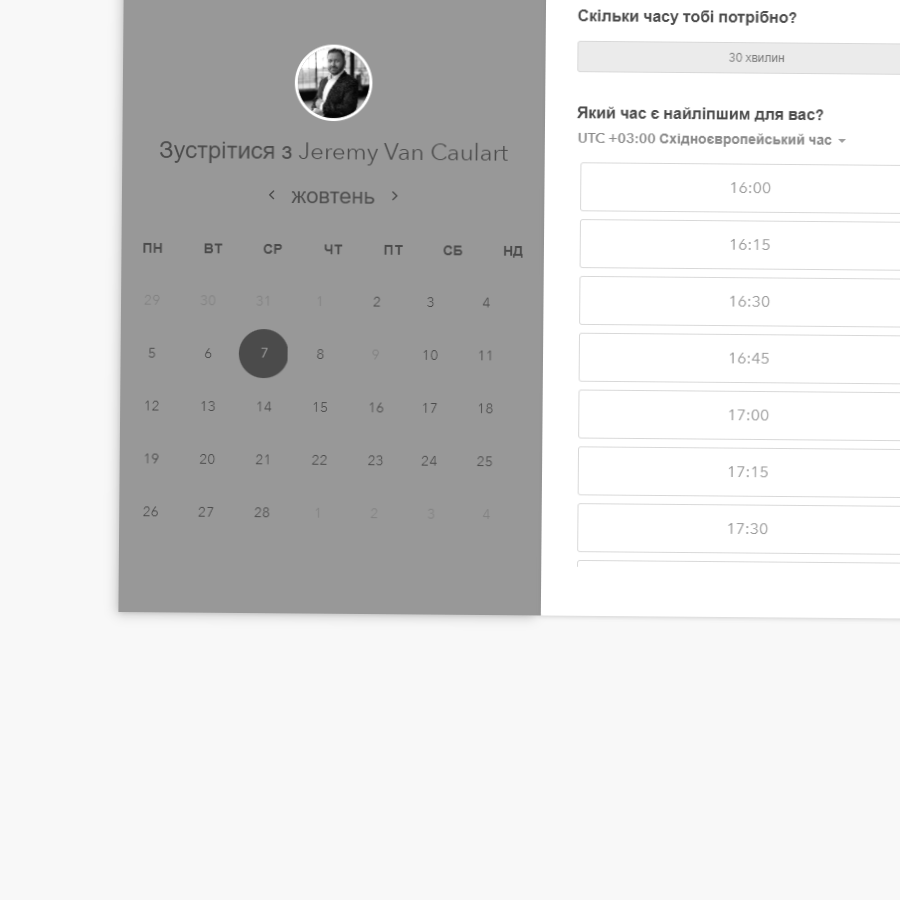 Зустрітися з Jeremy Van Caulart
жовтень
ПН ВТ СР ЧТ ПТ СБ НД
29 30 31 1 2 3 4
5 6 7 8 9 10 11
12 13 14 15 16 17 18
19 20 21 22 23 24 25
26 27 28 1 2 3 4
Скільки часу тобі потрібно?
30 хвилин
Який час є найліпшим для вас?
UTC +03:00 Східноєвропейський час
16:00
16:15
16:30
16:45
17:00
17:15
17:30